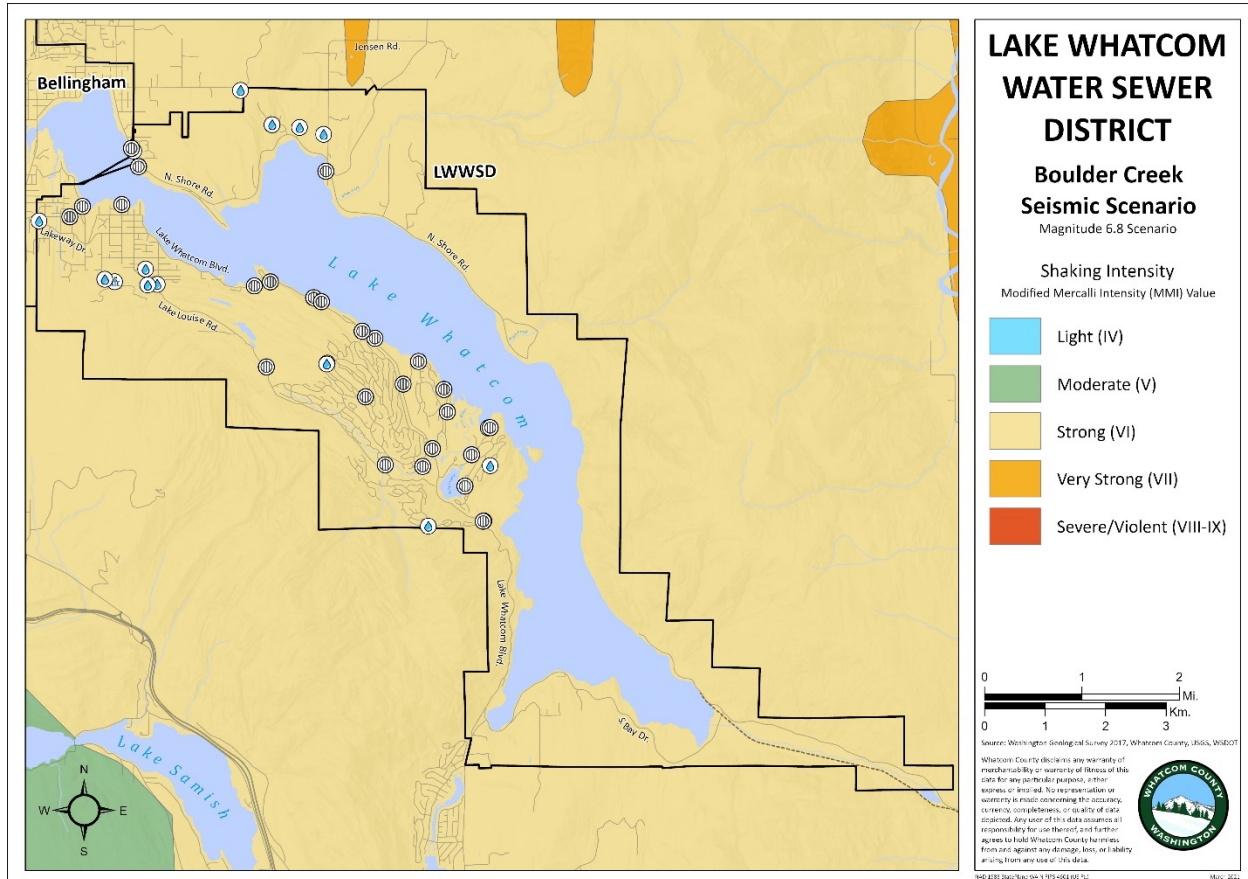 LAKE WHATCOM
WATER SEWER
DISTRICT
Boulder Creek
Seismic Scenario
Magnitude 6.8 Scenario
Shaking Intensity
Modified Mercalli Intensity (MMI) Value
Light (IV)
Moderate (V)
Strong (VI)
Very Strong (VII)
Severe/Violent (VIII-IX)
0 1 2
Mi.
Km.
0 1 2 3
Source: Washington Geological Survey 2017, Whatcom County, USGS, WSDOT
Whatcom County disclaims any warranty of
merchantability or warranty of fitness of this
data for any particular purpose, either
express or implied. No representation or
warranty is made concerning the accuracy,
currency, completeness, or quality of data
depicted. Any user of this data assumes all
responsibility for use thereof, and further
agrees to hold Whatcom County harmless
from and against any damage, loss, or liability
arising from any use of this data.
WHATCOM COUNTY
WASHINGTON
March 2021
Jensen Rd.
Bellingham
LWWSD
N. Shore Rd.
N. Shore Rd.
Lakeway Dr.
Lake Whatcom Blvd.
Lake Whatcom
Lake Louise Rd.
Lake Whatcom Blvd.
S Bay Dr.
Lake Samish
N
W E
S